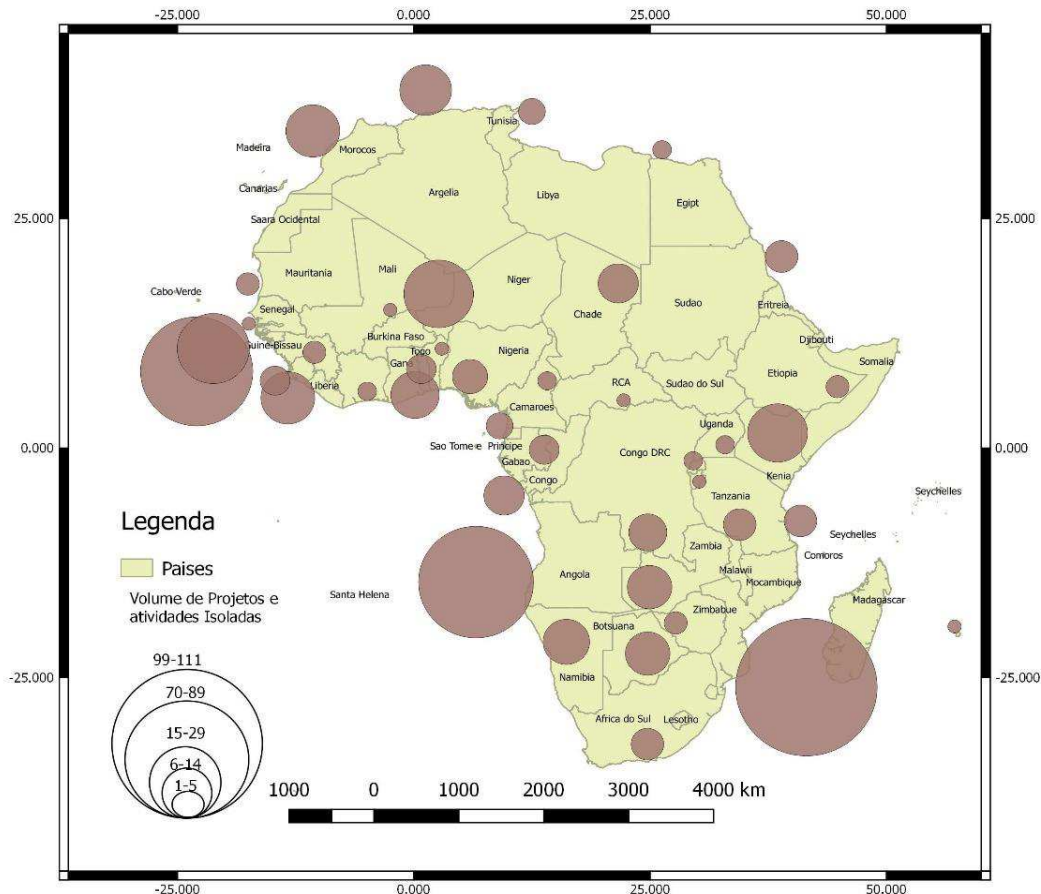 -25.000 0.000 25.000 50.000
Tunisia
Madeira
Morocos
Canarias
Argelia
Libya
Egipt
25.000
25.000
Saara Ocidental
Mauritania
Mali
Niger
Cabo-Verde
Chade
Sudao
Senegal
Eritreia
Burkina Faso
Djibouti
Guine-Bissau
Togo
Nigeria
Somalia
Gana
Etiopia
Liberia
RCA
Sudao do Sul
Camaroes
Uganda
0.000
Sao Tome e Principe
Congo DRC
0.000
Gabao
Congo
Kenia
Tanzania
Seychelles
Legenda
Seychelles
Zambia
Comoros
Paises
Angola
Malawii
Mocambique
Volume de Projetos e
atividades Isoladas
Santa Helena
Zimbabue
Madagascar
Botsuana
99-111
Namibia
-25.000
-25.000
70-89
Africa do Sul
Lesotho
15-29
6-14
1-5
1000 0 1000 2000 3000 4000 km
-25.000 0.000 25.000 50.000